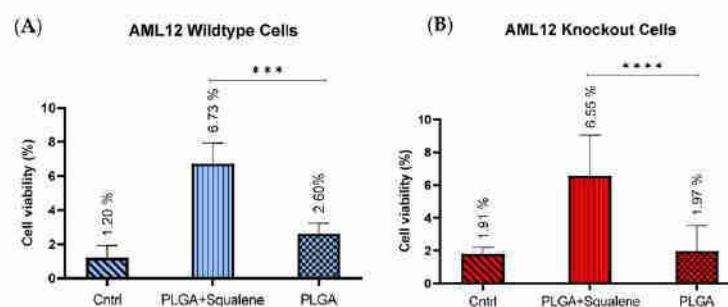 (A)
AML12 Wildtype Cells
***
Cell viability (%)
10
8
6
4
2
0
1.20 %
6.73 %
2.60%
Cntrl
PLGA+Squalene
PLGA
(B)
AML12 Knockout Cells
****
Cell viability (%)
10
8
6
4
2
0
1.91 %
6.55 %
1.97 %
Cntrl
PLGA+Squalene
PLGA